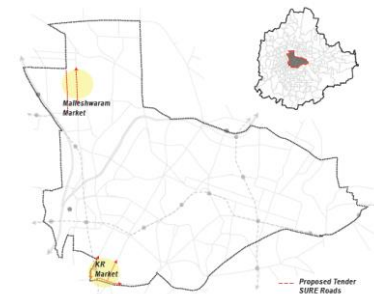 Malleshwaram
Market
KR
Market
Proposed Tender
SURE Roads